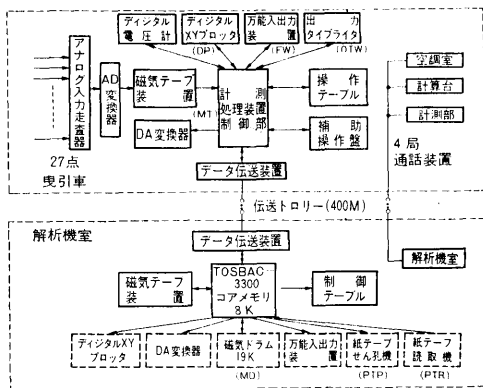 ディジタル
電圧計
ディジタル
XYプロッタ
(DP)
万能入出力
装置
(FW)
出力
タイプライタ
(OTW)
アナログ入力走査器
AD変換器
磁気テープ
装置
(MT)
計測
処理装置
制御部
操作
テーブル
DA変換器
補助
操作盤
27点
曳引車
データ伝送装置
空調室
計算台
計測部
4局
通話装置
伝送トロリー(400M)
解析機室
データ伝送装置
解析機室
磁気テープ
装置
TOSBAC
3300
コアメモリ
8K
制御
テーブル
ディジタルXY
プロッタ
DA変換器
磁気ドラム
19K
(MD)
万能入出力
装置
紙テープ
せん孔機
(PTP)
紙テープ
読取機
(PTR)